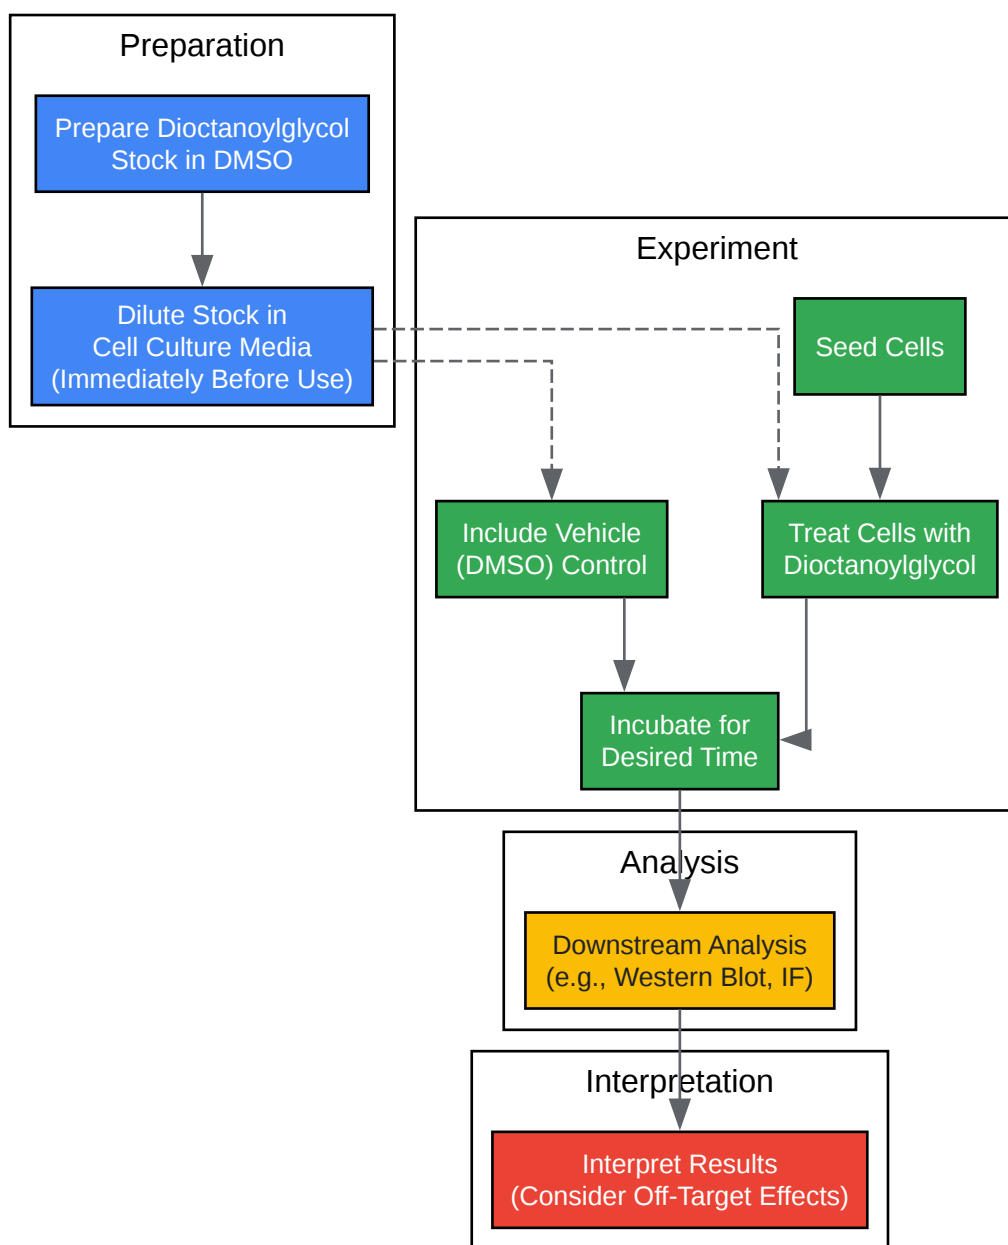 Preparation
Prepare Dioctanoylglycol
Stock in DMSO
Dilute Stock in
Cell Culture Media
(Immediately Before Use)
Experiment
Seed Cells
Include Vehicle
(DMSO) Control
Treat Cells with
Dioctanoylglycol
Incubate for
Desired Time
Analysis
Downstream Analysis
(e.g., Western Blot, IF)
Interpretation
Interpret Results
(Consider Off-Target Effects)